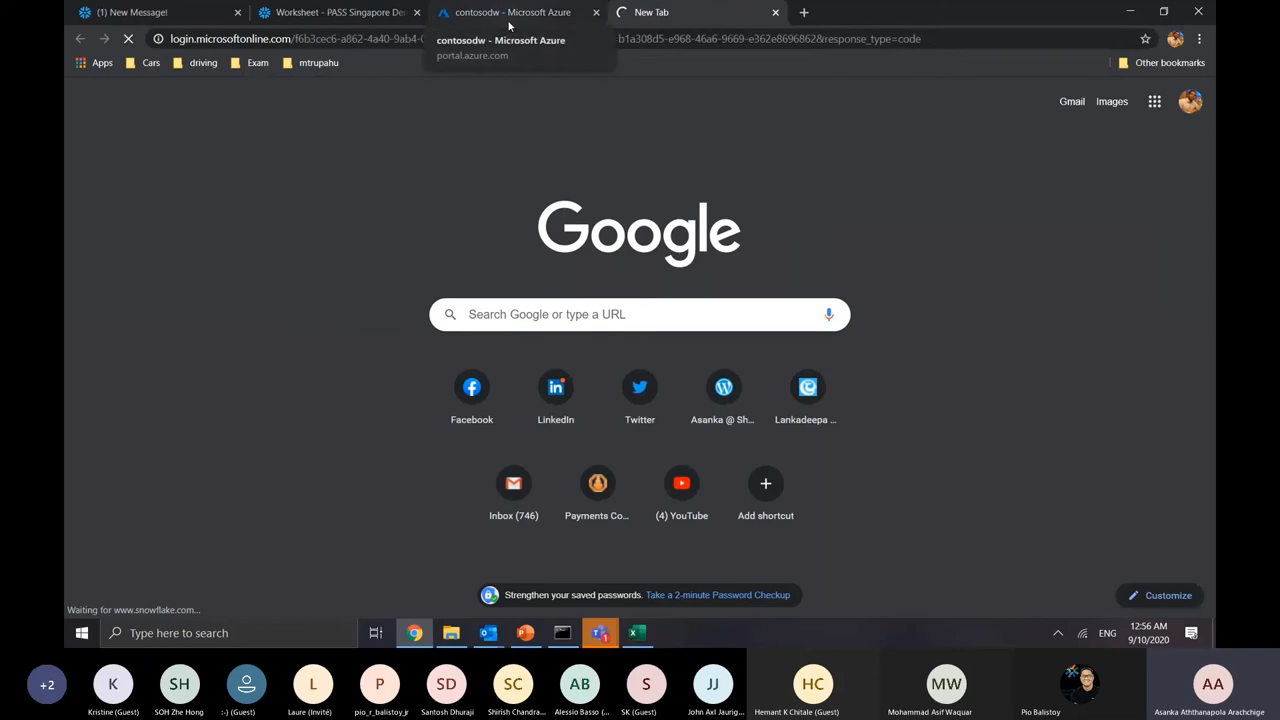 (1) New Message!
Worksheet - PASS Singapore De
contosodw - Microsoft Azure
New Tab
login.microsoftonline.com/f6b3cec6-a862-4a40-9ab4-0
b1a308d5-e968-46a6-9669-e362e8696862&response_type=code
contosodw - Microsoft Azure
portal.azure.com
Apps
Cars
driving
Exam
mtrupahu
Other bookmarks
Gmail
Images
Google
Search Google or type a URL
Facebook
LinkedIn
Twitter
Asanka @ Sh...
Lankadeepa ...
Inbox (746)
Payments Co...
(4) YouTube
Add shortcut
Strengthen your saved passwords. Take a 2-minute Password Checkup
Customize
Waiting for www.snowflake.com...
Type here to search
1
ENG
12:56 AM
9/10/2020
+2
K
SH
L
P
SD
SC
AB
S
JJ
HC
MW
AA
Kristine (Guest)
SOH Zhe Hong
:-) (Guest)
Laure (Invité)
pio_r_balistoy_jr
Santosh Dhuraji
Shirish Chandra...
Alessio Basso (...
SK (Guest)
John Axl Jaurig...
Hemant K Chitale (Guest)
Mohammad Asif Waquar
Pio Balistoy
Asanka Aththanapola Arachchige